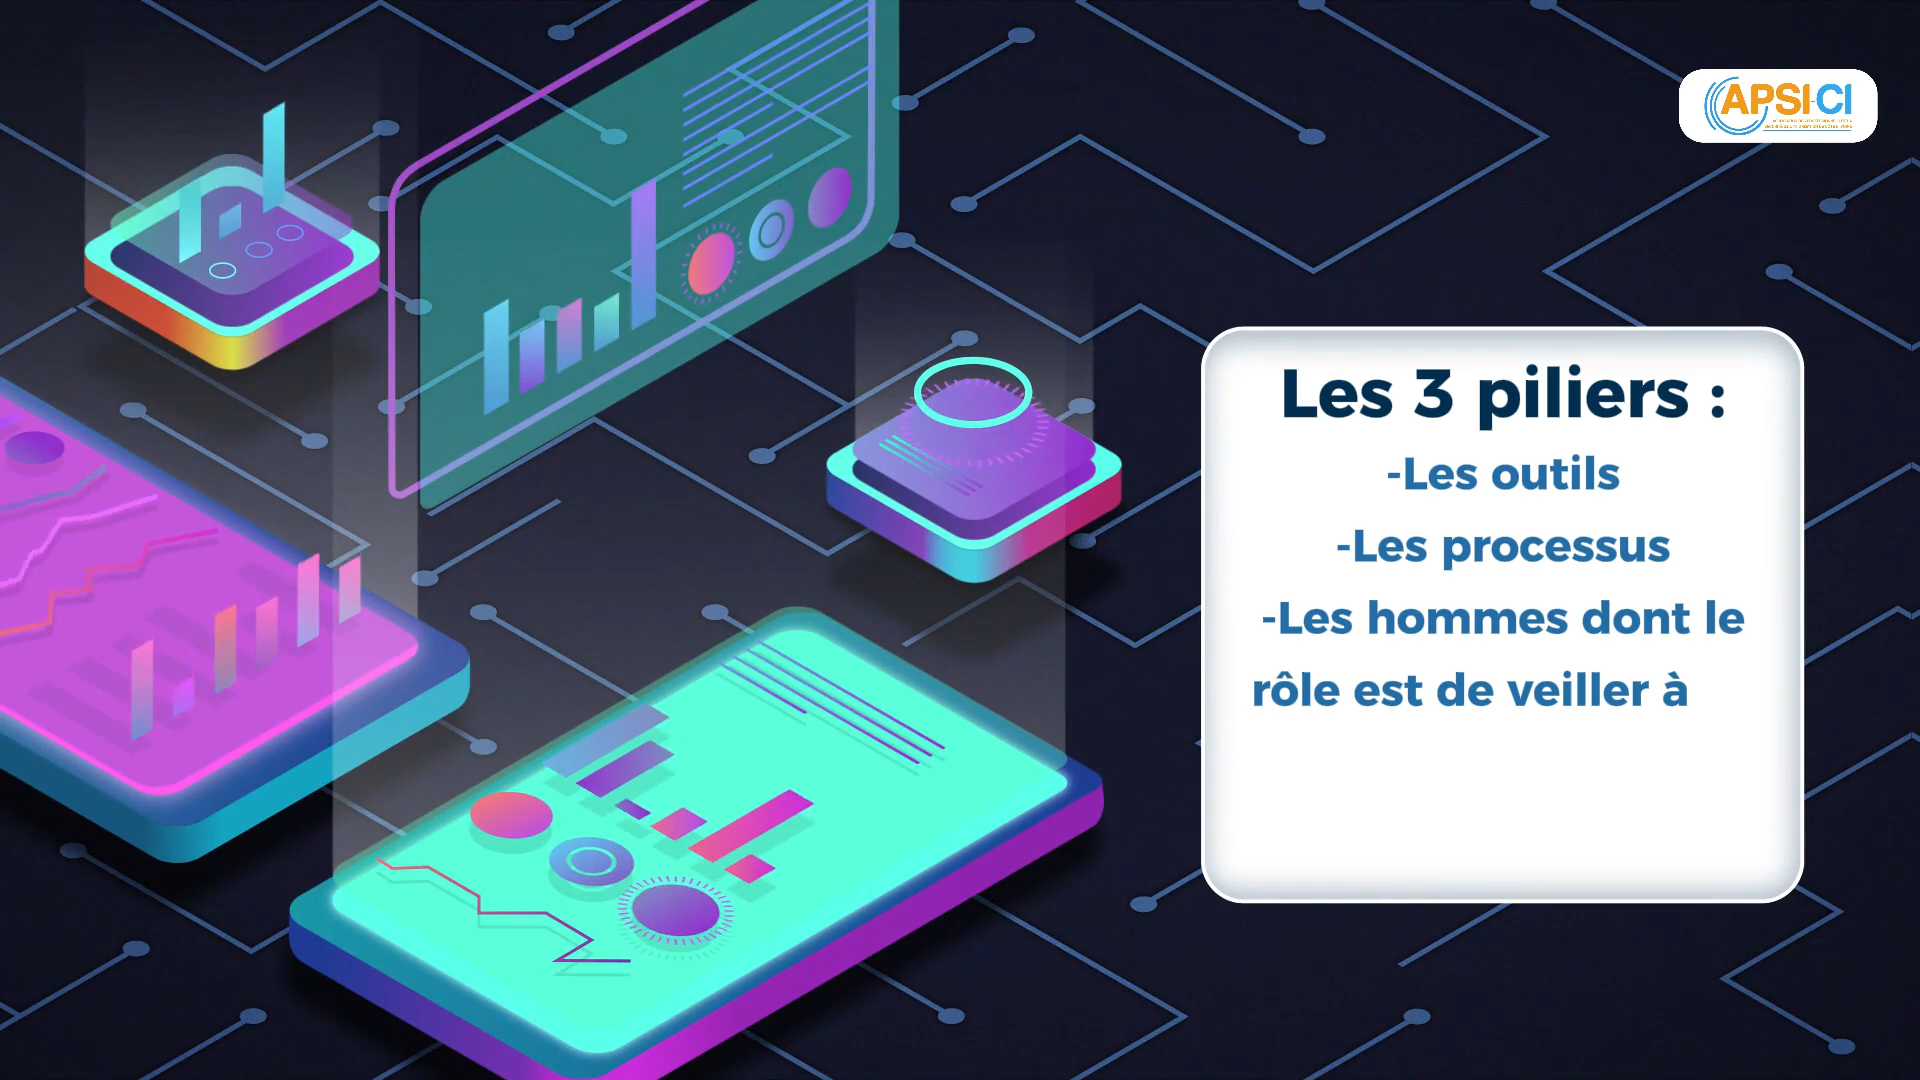 APSI-CI
Les 3 piliers :
-Les outils
-Les processus
-Les hommes dont le
rôle est de veiller à